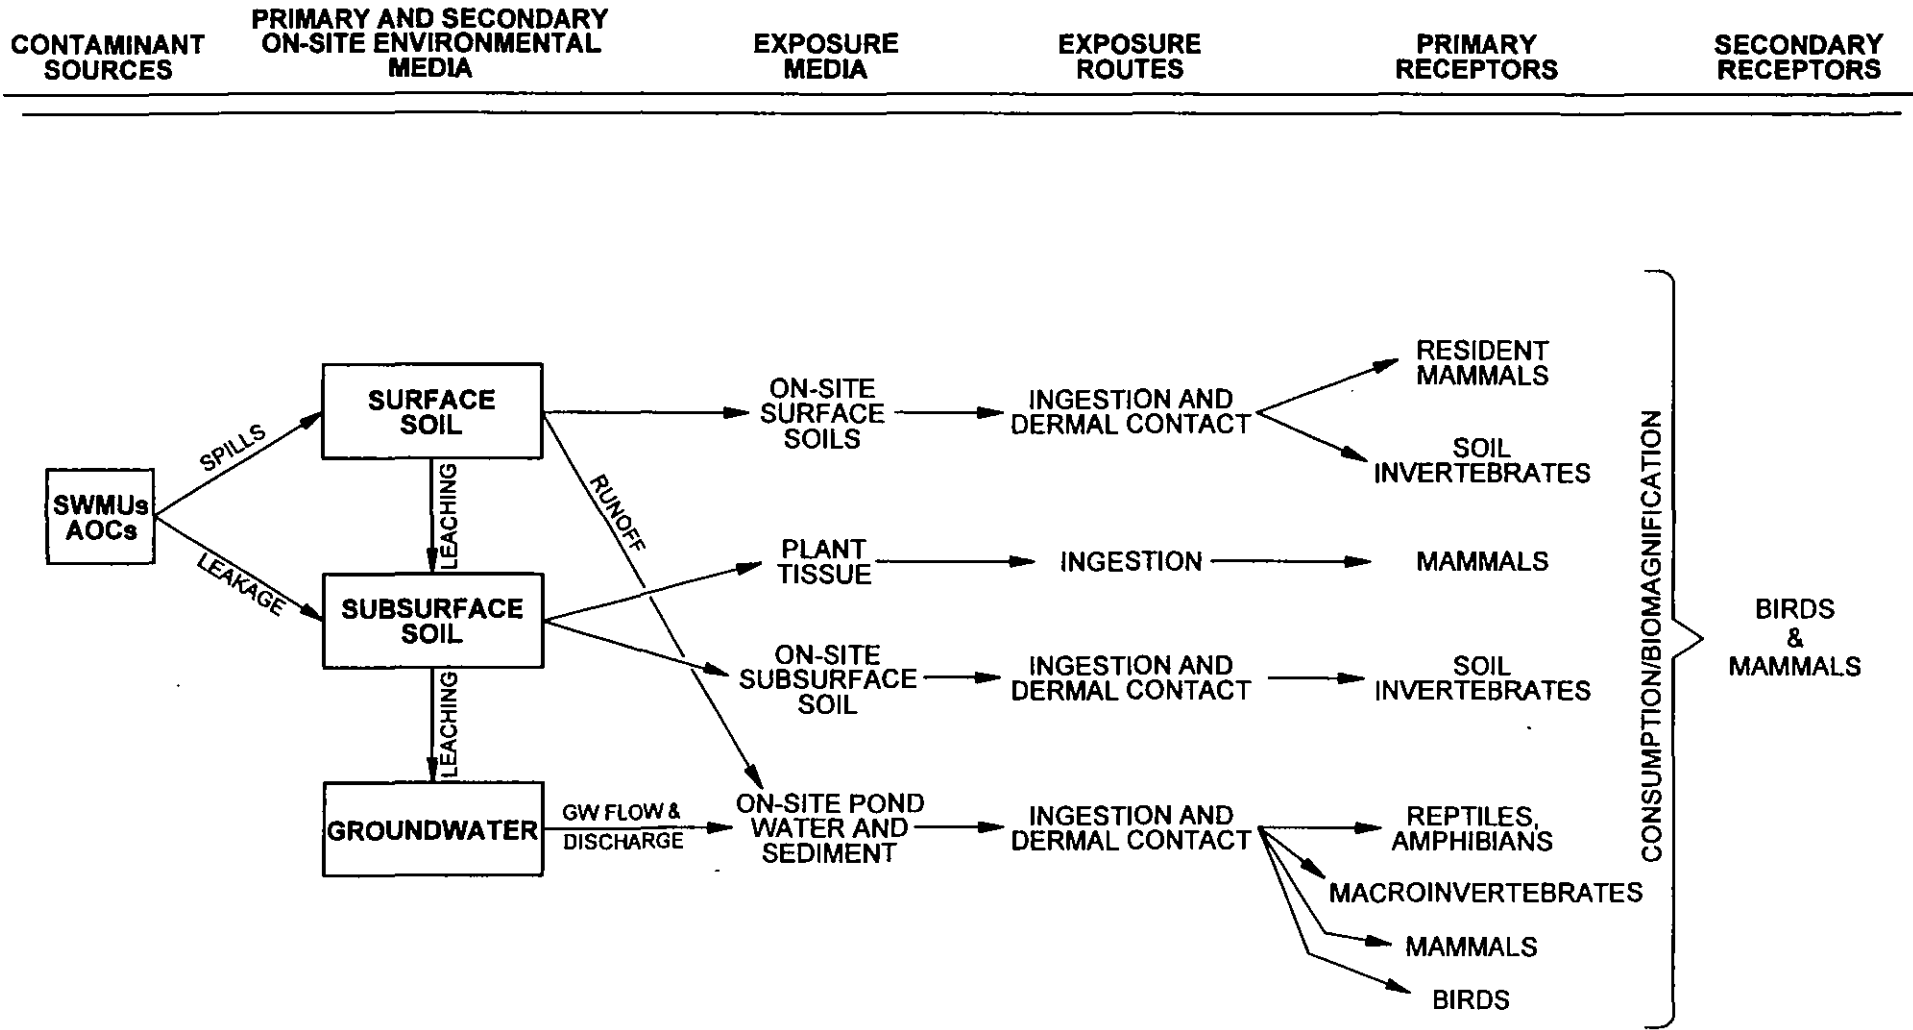 CONTAMINANT
SOURCES
PRIMARY AND SECONDARY
ON-SITE ENVIRONMENTAL
MEDIA
EXPOSURE
MEDIA
EXPOSURE
ROUTES
PRIMARY
RECEPTORS
SECONDARY
RECEPTORS
SWMUs
AOCs
SPILLS
LEAKAGE
SURFACE
SOIL
LEACHING
SUBSURFACE
SOIL
LEACHING
GROUNDWATER
RUNOFF
GW FLOW &
DISCHARGE
ON-SITE
SURFACE
SOILS
PLANT
TISSUE
ON-SITE
SUBSURFACE
SOIL
ON-SITE POND
WATER AND
SEDIMENT
INGESTION AND
DERMAL CONTACT
INGESTION
INGESTION AND
DERMAL CONTACT
INGESTION AND
DERMAL CONTACT
RESIDENT
MAMMALS
SOIL
INVERTEBRATES
MAMMALS
SOIL
INVERTEBRATES
REPTILES,
AMPHIBIANS
MACROINVERTEBRATES
MAMMALS
BIRDS
CONSUMPTION/BIOMAGNIFICATION
BIRDS
&
MAMMALS